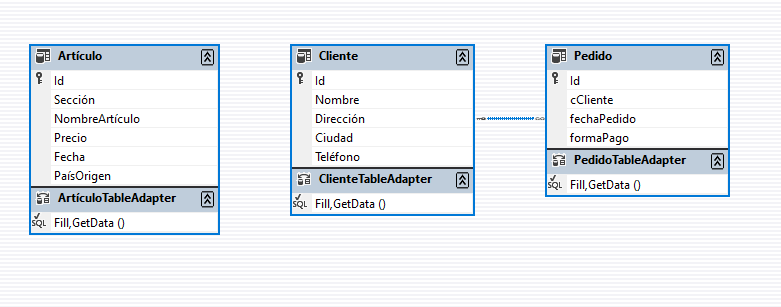 Artículo
Id
Sección
NombreArtículo
Precio
Fecha
PaísOrigen
ArtículoTableAdapter
SQL Fill,GetData ()
Cliente
Id
Nombre
Dirección
Ciudad
Teléfono
ClienteTableAdapter
SQL Fill,GetData ()
Pedido
Id
cCliente
fechaPedido
formaPago
PedidoTableAdapter
SQL Fill,GetData ()